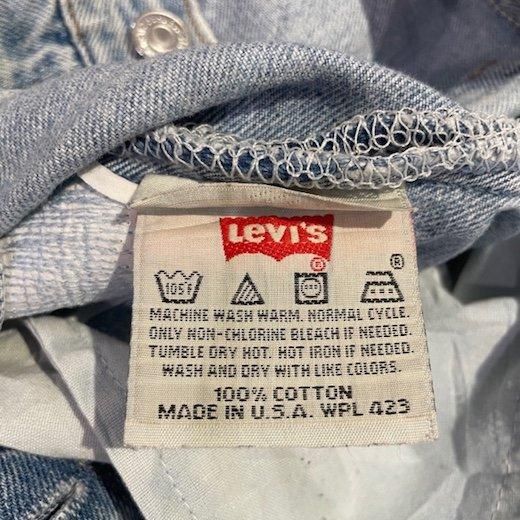 Levi's ®
105F ®
MACHINE WASH WARM. NORMAL CYCLE.
ONLY NON-CHLORINE BLEACH IF NEEDED.
TUMBLE DRY HOT. HOT IRON IF NEEDED.
WASH AND DRY WITH LIKE COLORS.
100% COTTON
MADE IN U.S.A. WPL 423